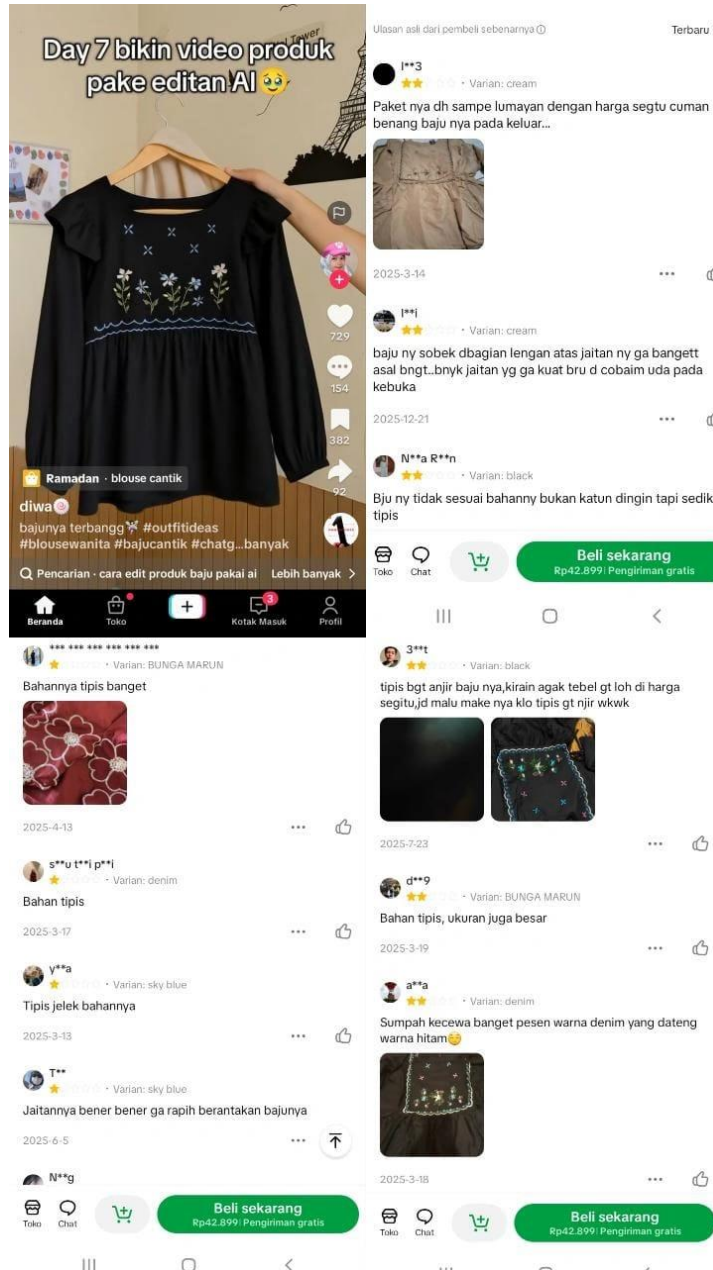 Day 7 bikin video produk
pake editan AI🥹
729
154
382
92
Ramadan · blouse cantik
diwa🍥
bajunya terbangg #outfitideas
#blousewanita #bajucantik #chatg...banyak
Pencarian · cara edit produk baju pakai ai Lebih banyak >
Beranda
Toko
3
Kotak Masuk
Profil
Ulasan asli dari pembeli sebenarnya
Terbaru
l**3
• Varian: cream
Paket nya dh sampe lumayan dengan harga segtu cuman
benang baju nya pada keluar...
2025-3-14
l**i
• Varian: cream
baju ny sobek dbagian lengan atas jaitan ny ga bangett
asal bngt..bnyk jaitan yg ga kuat bru d cobaim uda pada
kebuka
2025-12-21
N**a R**n
• Varian: black
Bju ny tidak sesuai bahanny bukan katun dingin tapi sedik
tipis
Toko
Chat
Beli sekarang
Rp42.899| Pengiriman gratis
*** *** *** *** *** ***
• Varian: BUNGA MARUN
Bahannya tipis banget
2025-4-13
s**u t**i p**i
• Varian: denim
Bahan tipis
2025-3-17
y**a
• Varian: sky blue
Tipis jelek bahannya
2025-3-13
T**
• Varian: sky blue
Jaitannya bener bener ga rapih berantakan bajunya
2025-6-5
N**g
Toko
Chat
Beli sekarang
Rp42.899| Pengiriman gratis
3**t
• Varian: black
tipis bgt anjir baju nya,kirain agak tebel gt loh di harga
segitu,jd malu make nya klo tipis gt njir wkwk
2025-7-23
d**9
• Varian: BUNGA MARUN
Bahan tipis, ukuran juga besar
2025-3-19
a**a
• Varian: denim
Sumpah kecewa banget pesen warna denim yang dateng
warna hitam☺️
2025-3-18
Toko
Chat
Beli sekarang
Rp42.899| Pengiriman gratis